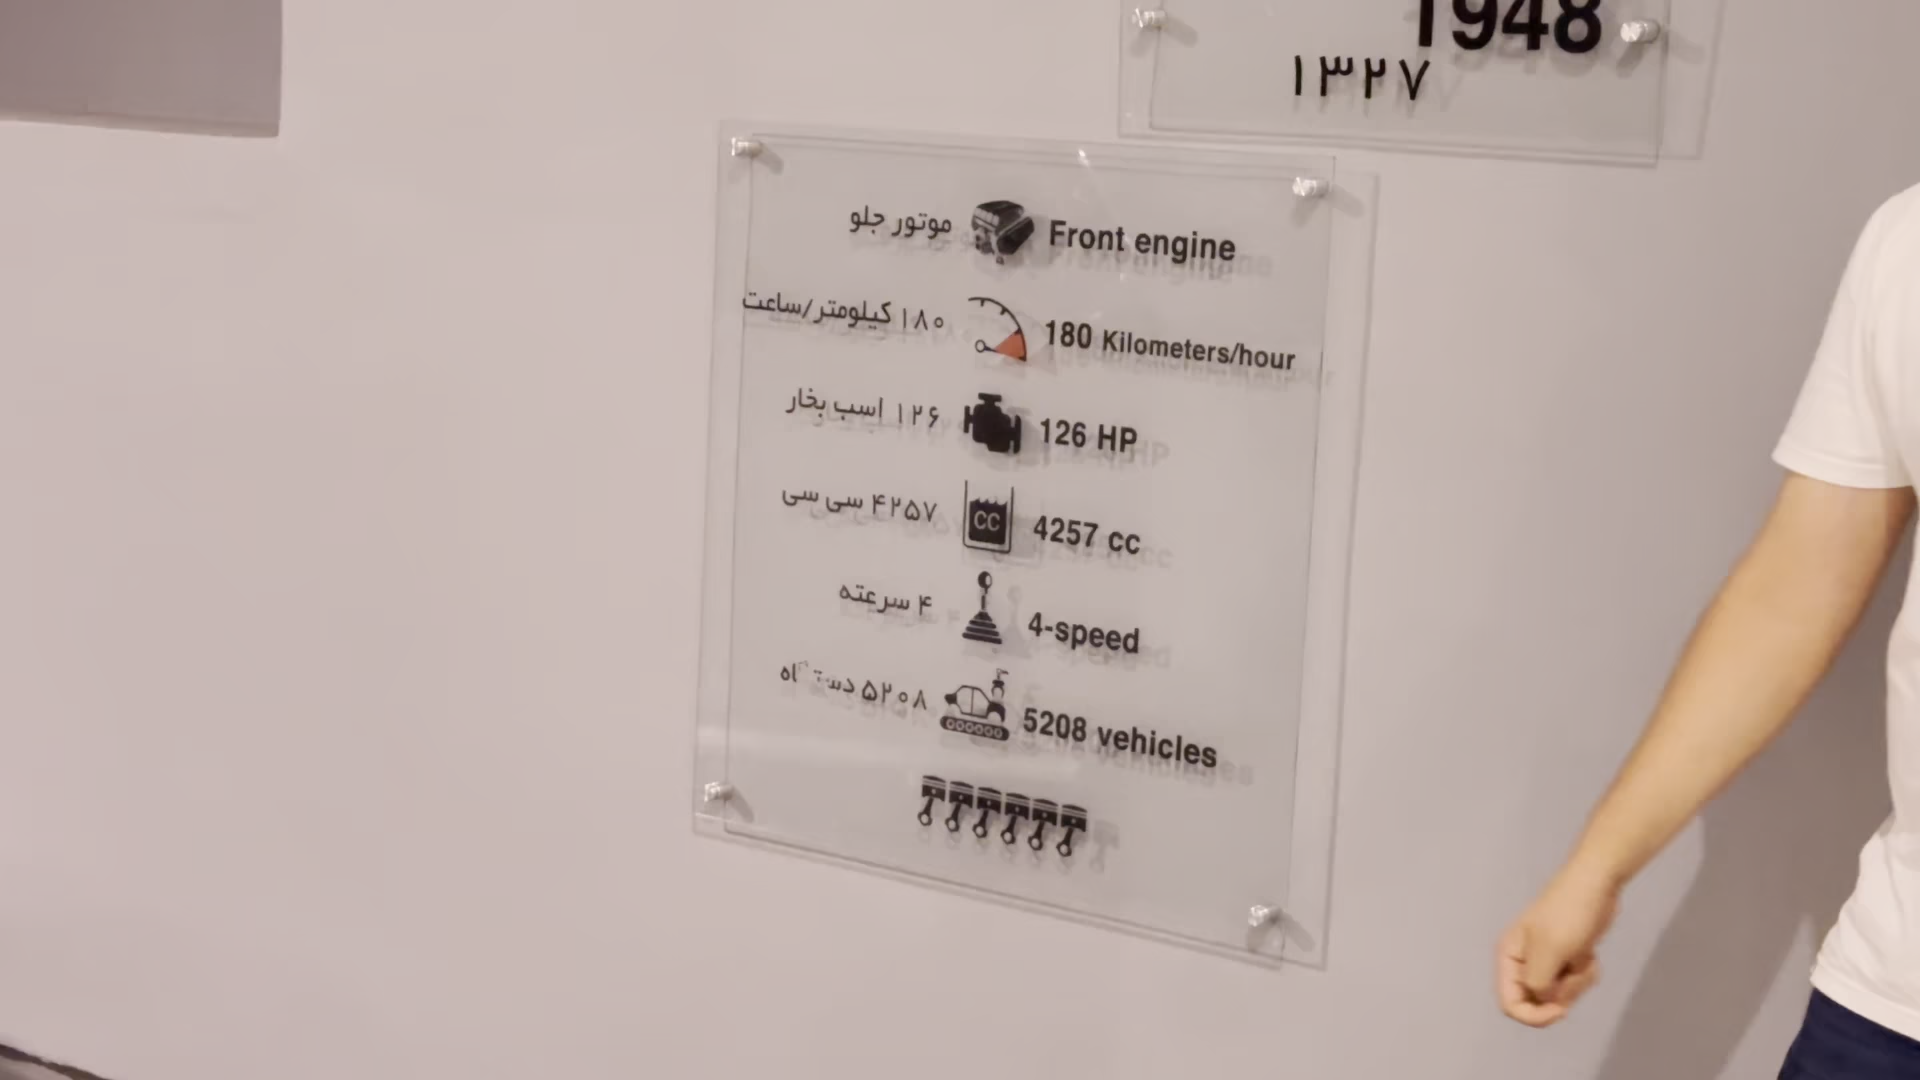 1948
۱۳۲۷
موتور جلو Front engine
۱۸۰ کیلومتر/ساعت 180 Kilometers/hour
۱۲۶ اسب بخار 126 HP
۴۲۵۷ سی سی CC 4257 cc
۴ سرعته 4-speed
۵۲۰۸ 5208 vehicles